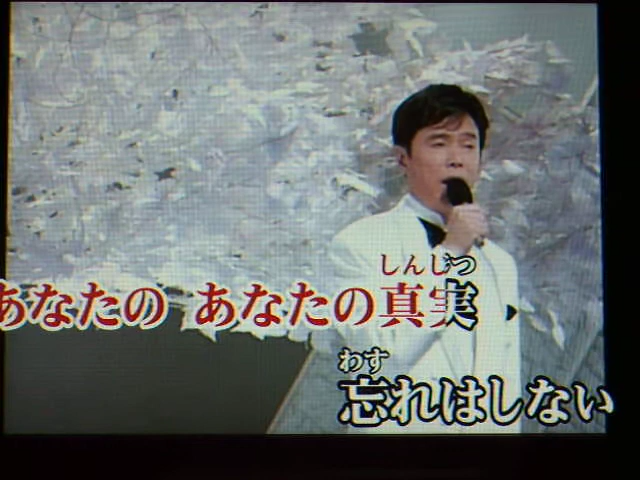 しんじつ
あなたの あなたの真実
わす
忘れはしない